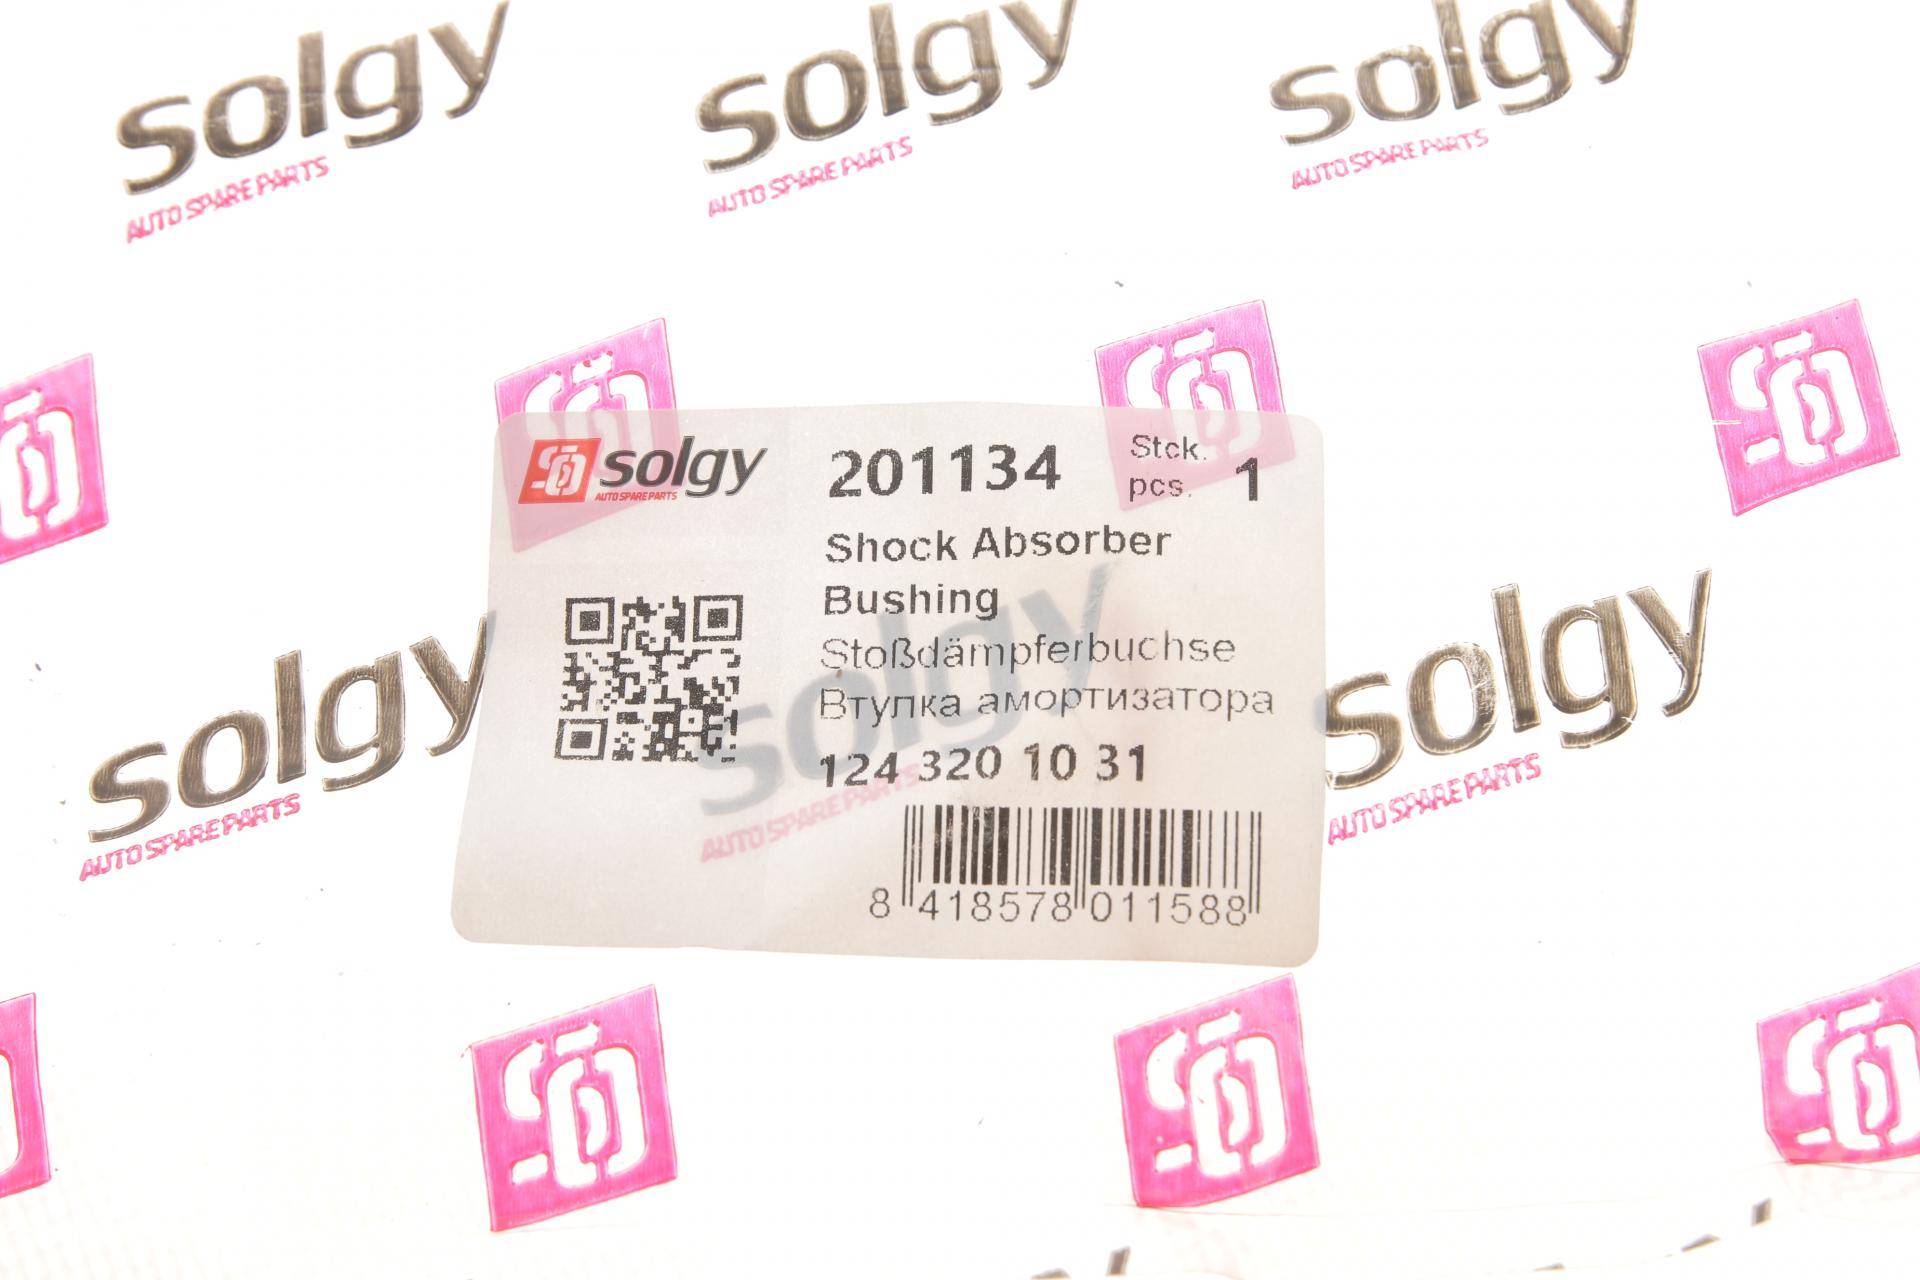 solgy solgy solgy
AUTO SPARE PARTS AUTO SPARE PARTS AUTO SPARE PARTS
solgy
AUTO SPARE PARTS
201134
Stck.
pcs. 1
Shock Absorber
Bushing
Stoßdämpferbuchse
Втулка амортизатора
124 320 10 31
8 418578 011588
solgy solgy solgy
AUTO SPARE PARTS AUTO SPARE PARTS AUTO SPARE PARTS